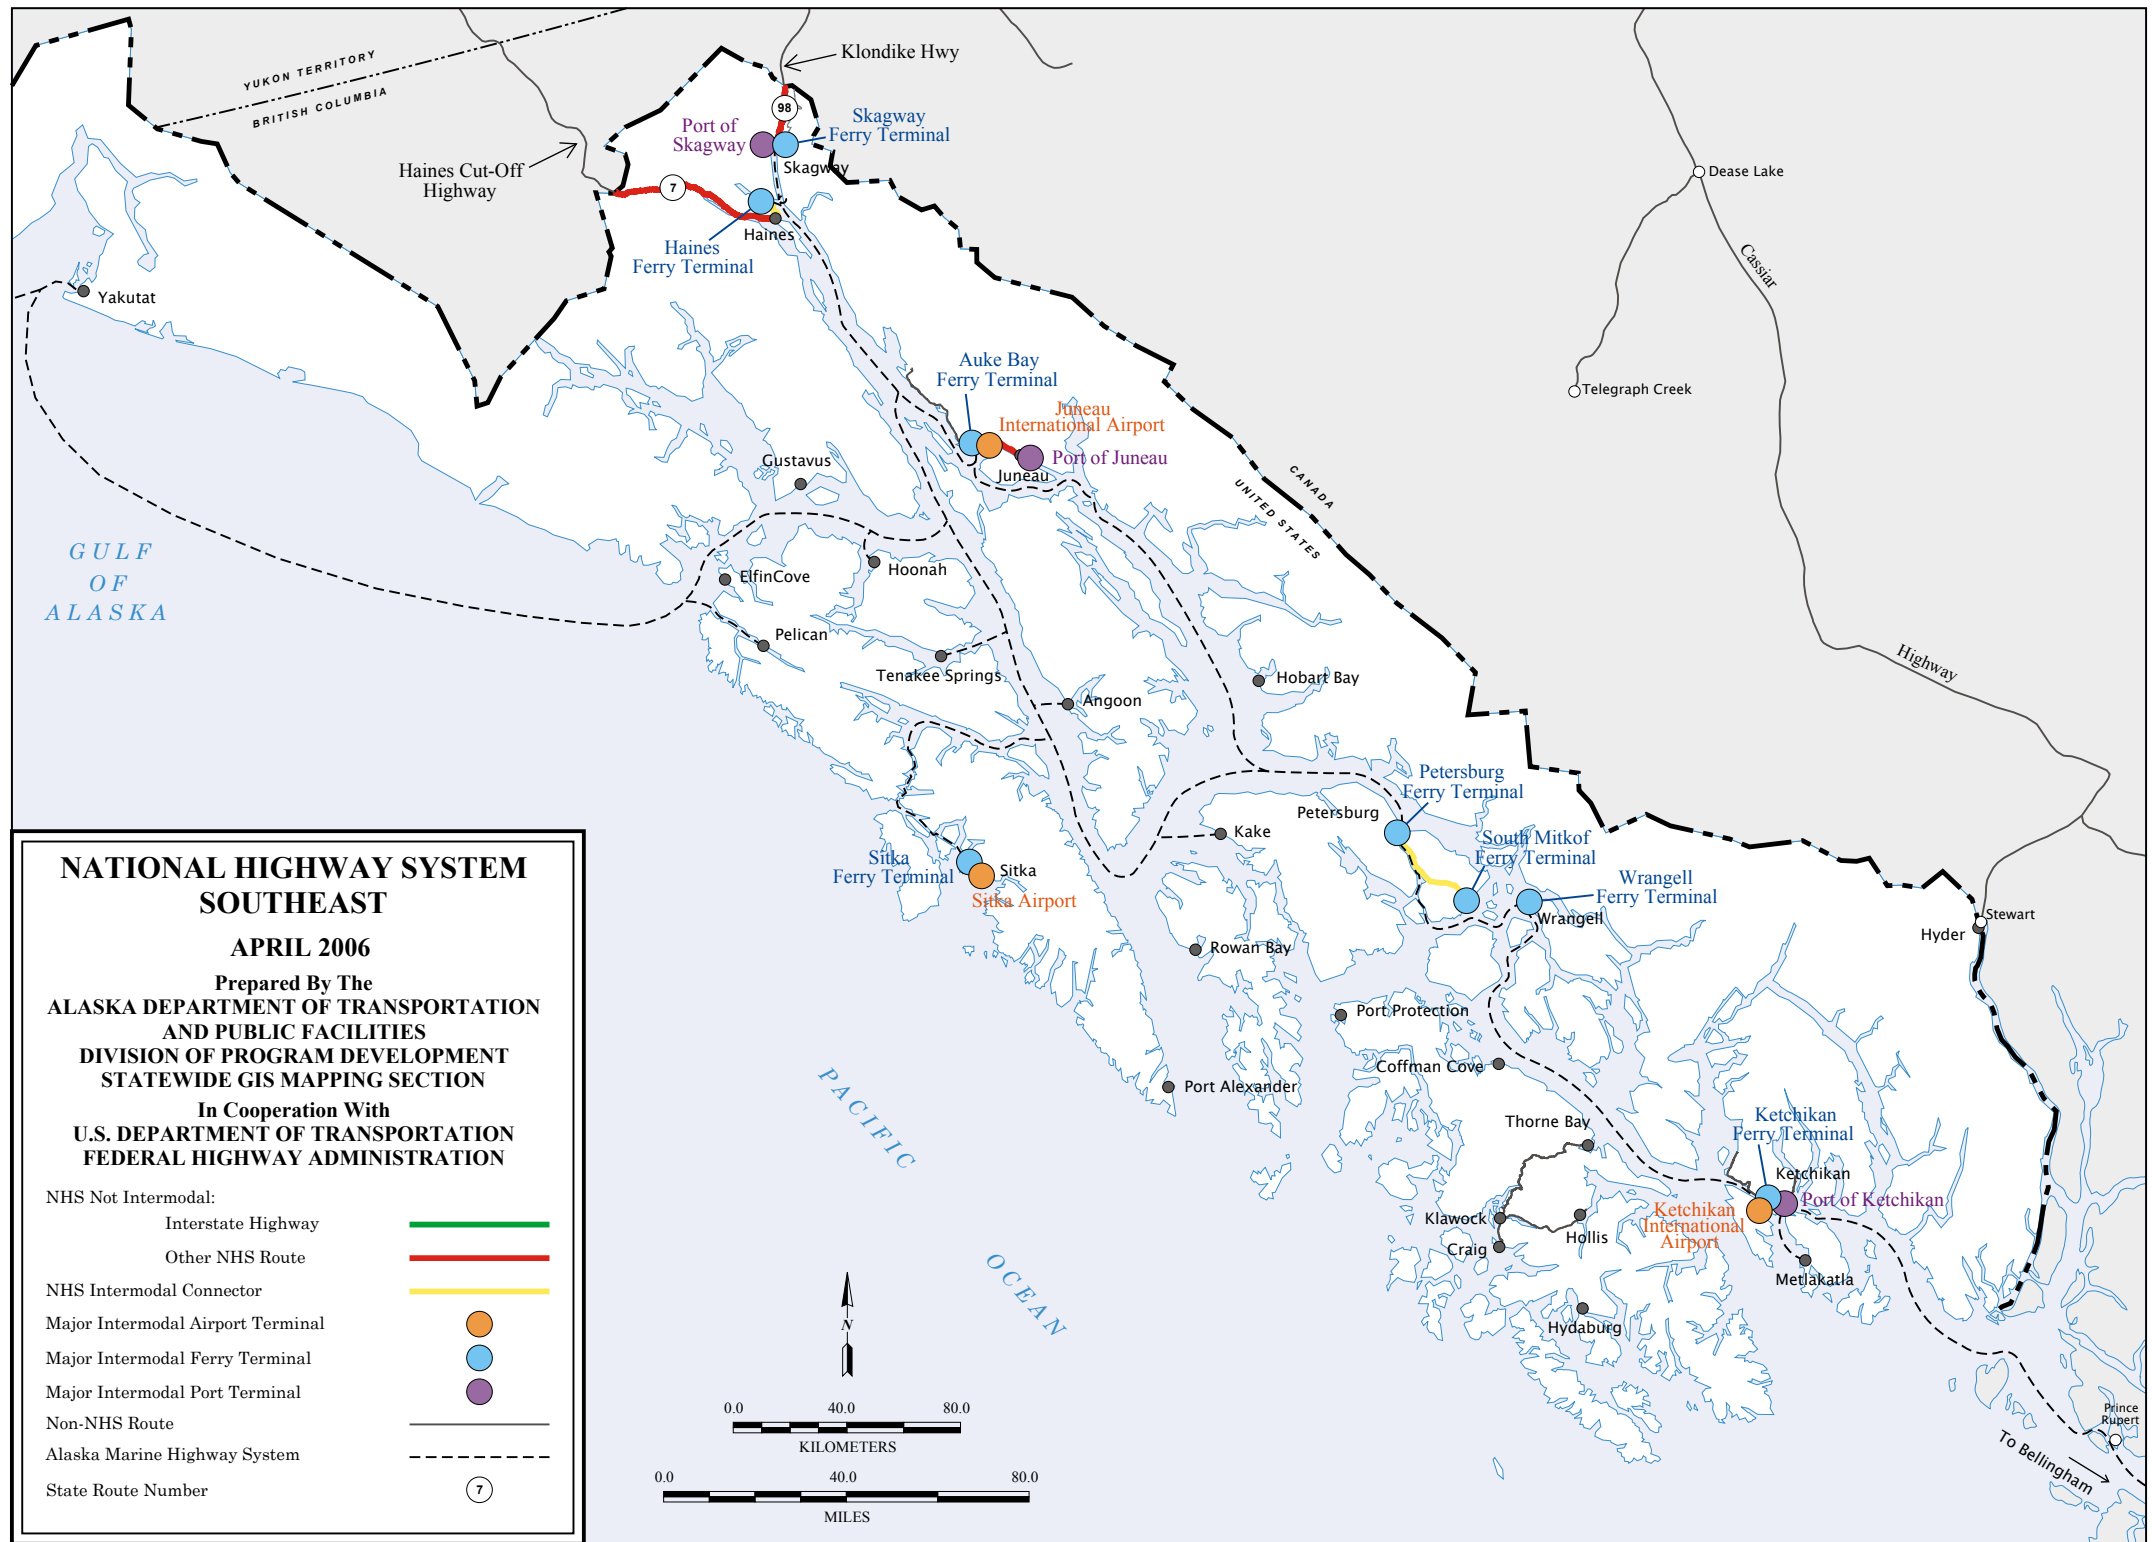 Klondike Hwy
YUKON TERRITORY
BRITISH COLUMBIA
98
Port of
Skagway
Skagway
Ferry Terminal
Skagway
Haines Cut-Off
Highway
7
Haines
Haines
Ferry Terminal
Yakutat
Dease Lake
Cassiar
Telegraph Creek
Highway
Auke Bay
Ferry Terminal
Juneau
International Airport
Port of Juneau
Juneau
Gustavus
CANADA
UNITED STATES
GULF
OF
ALASKA
ElfinCove
Hoonah
Pelican
Tenakee Springs
Angoon
Hobart Bay
Petersburg
Ferry Terminal
Petersburg
Kake
South Mitkof
Ferry Terminal
Wrangell
Ferry Terminal
Wrangell
Sitka
Ferry Terminal
Sitka
Sitka Airport
Stewart
Hyder
Rowan Bay
Port Protection
Coffman Cove
Port Alexander
PACIFIC
OCEAN
Thorne Bay
Ketchikan
Ferry Terminal
Ketchikan
Port of Ketchikan
Ketchikan
International
Airport
Klawock
Hollis
Craig
Metlakatla
Hydaburg
Prince
Rupert
To Bellingham
N
0.0 40.0 80.0
KILOMETERS
0.0 40.0 80.0
MILES
NATIONAL HIGHWAY SYSTEM
SOUTHEAST
APRIL 2006
Prepared By The
ALASKA DEPARTMENT OF TRANSPORTATION
AND PUBLIC FACILITIES
DIVISION OF PROGRAM DEVELOPMENT
STATEWIDE GIS MAPPING SECTION
In Cooperation With
U.S. DEPARTMENT OF TRANSPORTATION
FEDERAL HIGHWAY ADMINISTRATION
NHS Not Intermodal:
Interstate Highway
Other NHS Route
NHS Intermodal Connector
Major Intermodal Airport Terminal
Major Intermodal Ferry Terminal
Major Intermodal Port Terminal
Non-NHS Route
Alaska Marine Highway System
State Route Number 7